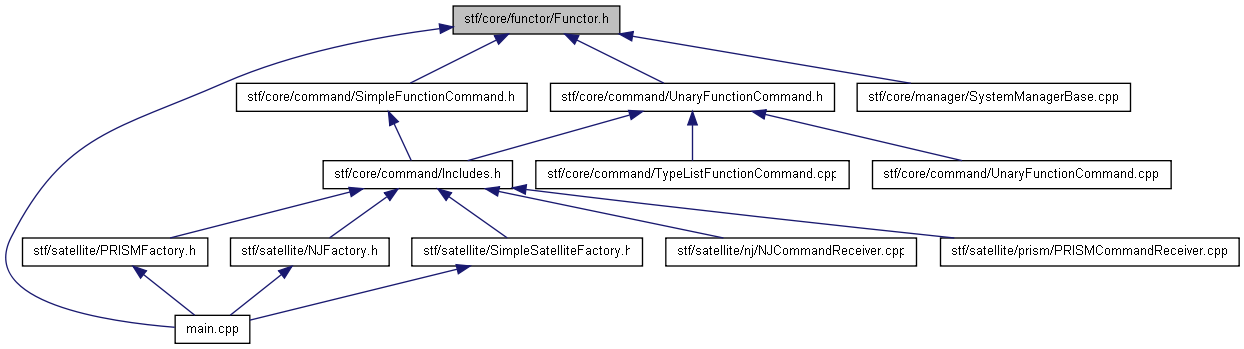 stf/core/functor/Functor.h
stf/core/command/SimpleFunctionCommand.h
stf/core/command/UnaryFunctionCommand.h
stf/core/manager/SystemManagerBase.cpp
stf/core/command/Includes.h
stf/core/command/TypeListFunctionCommand.cpp
stf/core/command/UnaryFunctionCommand.cpp
stf/satellite/PRISMFactory.h
stf/satellite/NJFactory.h
stf/satellite/SimpleSatelliteFactory.h
stf/satellite/nj/NJCommandReceiver.cpp
stf/satellite/prism/PRISMCommandReceiver.cpp
main.cpp